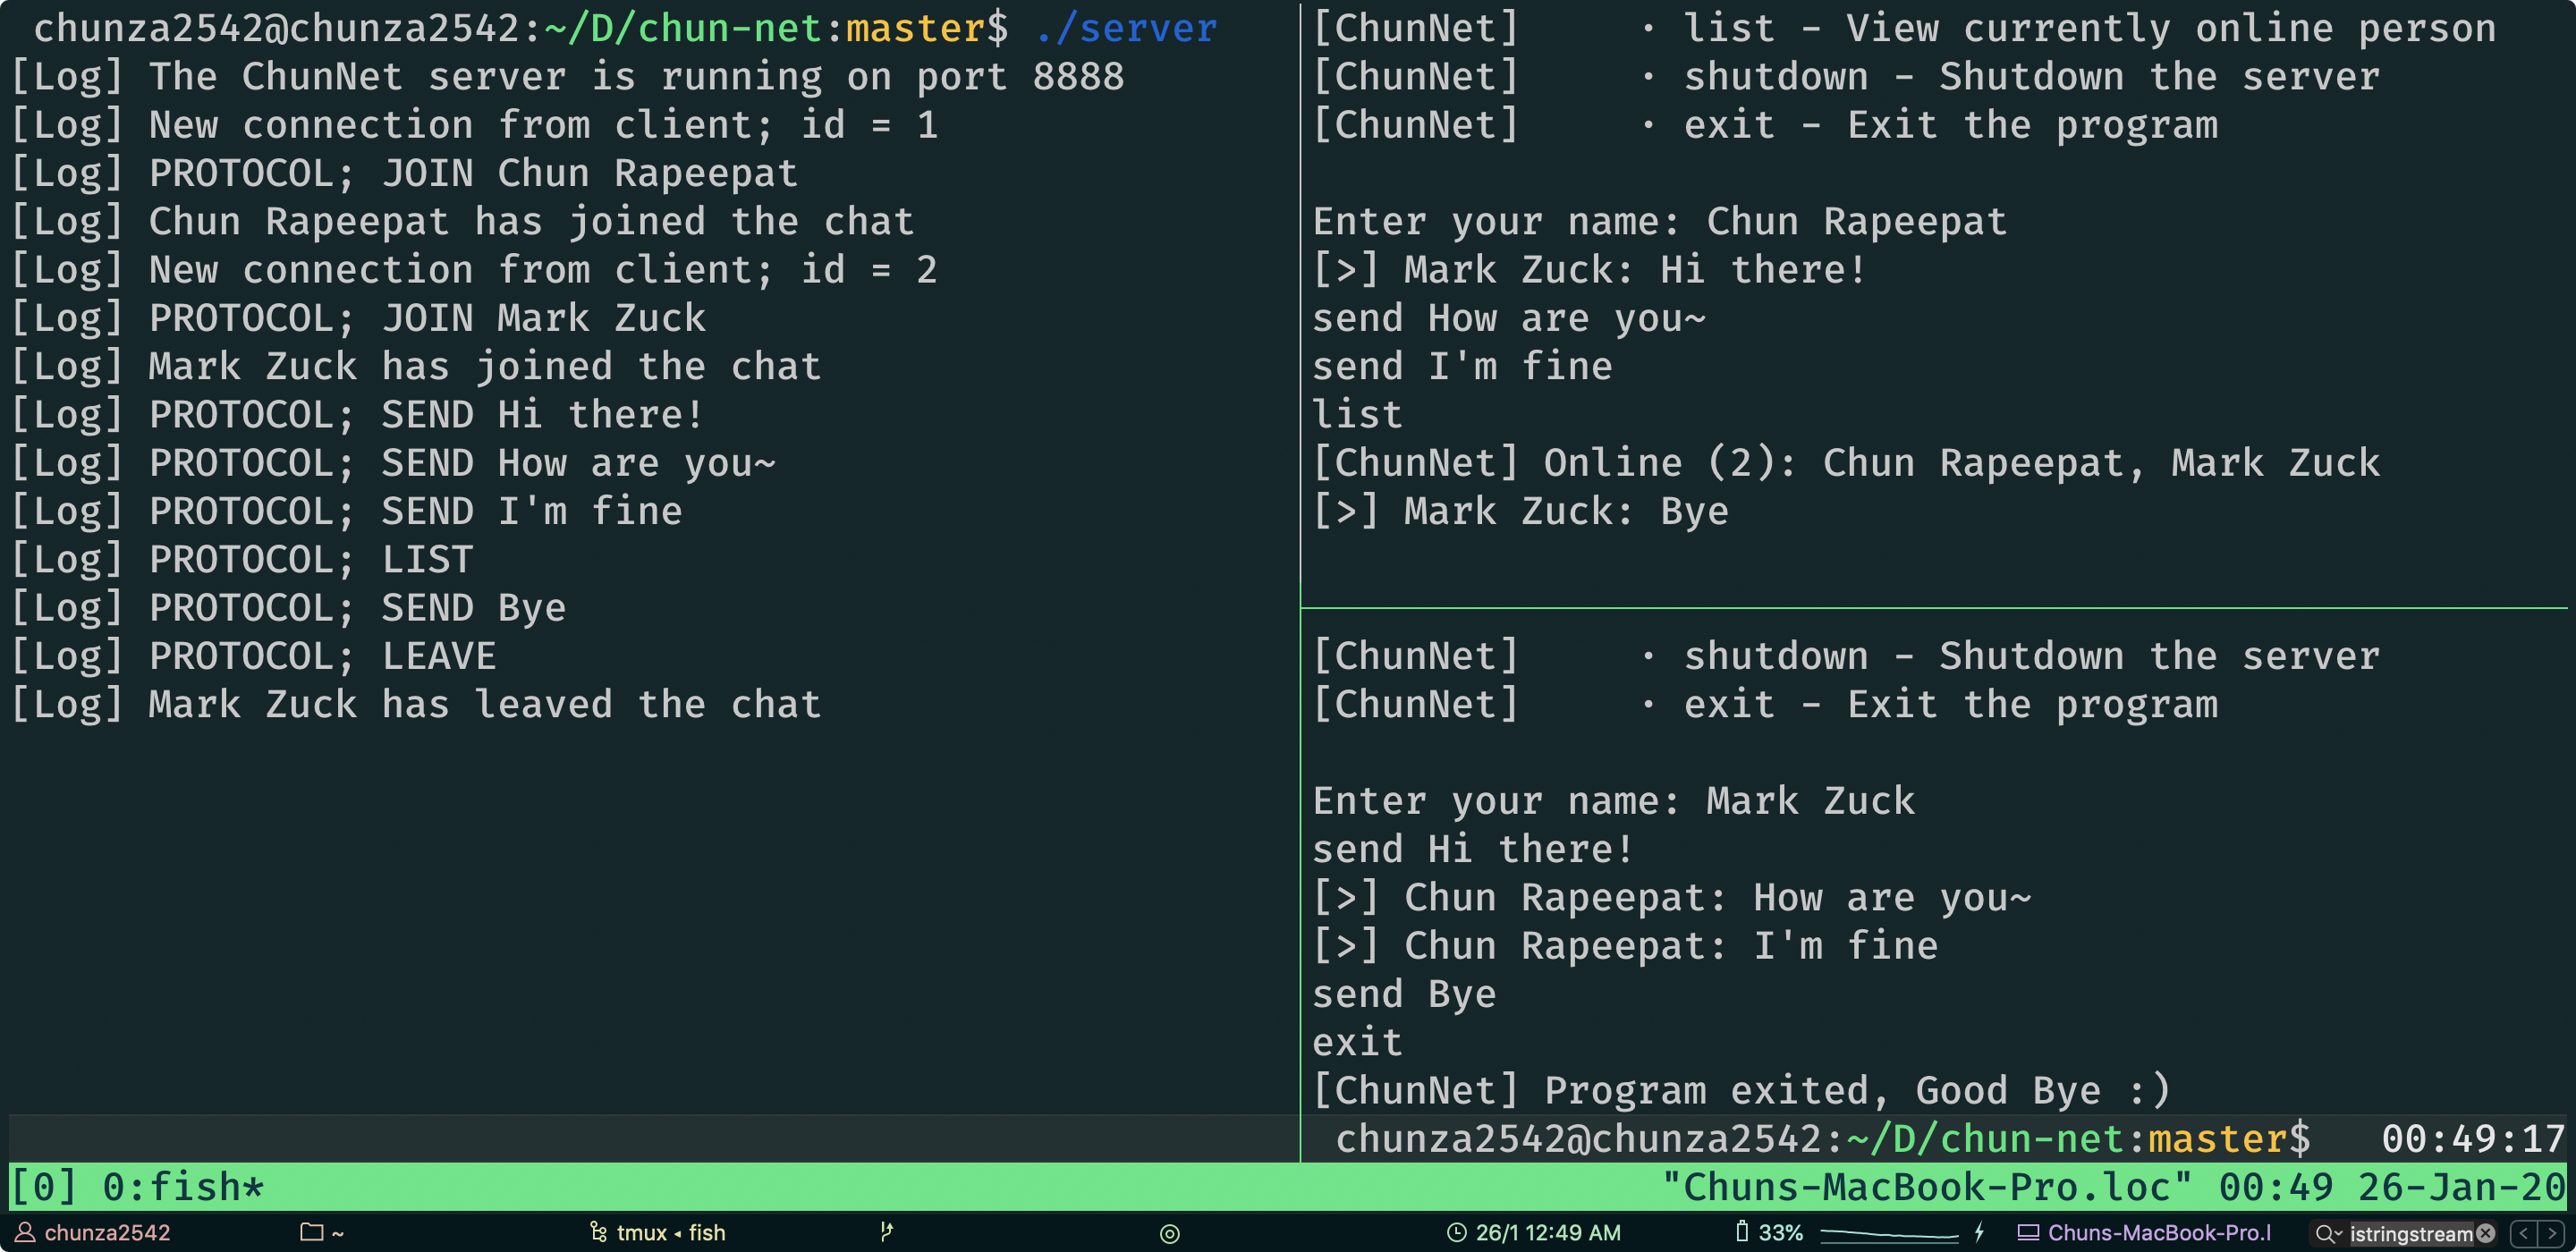 chunza2542@chunza2542:~/D/chun-net:master$ ./server
[Log] The ChunNet server is running on port 8888
[Log] New connection from client; id = 1
[Log] PROTOCOL; JOIN Chun Rapeepat
[Log] Chun Rapeepat has joined the chat
[Log] New connection from client; id = 2
[Log] PROTOCOL; JOIN Mark Zuck
[Log] Mark Zuck has joined the chat
[Log] PROTOCOL; SEND Hi there!
[Log] PROTOCOL; SEND How are you~
[Log] PROTOCOL; SEND I'm fine
[Log] PROTOCOL; LIST
[Log] PROTOCOL; SEND Bye
[Log] PROTOCOL; LEAVE
[Log] Mark Zuck has leaved the chat
[ChunNet] · list - View currently online person
[ChunNet] · shutdown - Shutdown the server
[ChunNet] · exit - Exit the program
Enter your name: Chun Rapeepat
[>] Mark Zuck: Hi there!
send How are you~
send I'm fine
list
[ChunNet] Online (2): Chun Rapeepat, Mark Zuck
[>] Mark Zuck: Bye
[ChunNet] · shutdown - Shutdown the server
[ChunNet] · exit - Exit the program
Enter your name: Mark Zuck
send Hi there!
[>] Chun Rapeepat: How are you~
[>] Chun Rapeepat: I'm fine
send Bye
exit
[ChunNet] Program exited, Good Bye :)
chunza2542@chunza2542:~/D/chun-net:master$ 00:49:17
[0] 0:fish* "Chuns-MacBook-Pro.loc" 00:49 26-Jan-20
chunza2542 ~ tmux ◂ fish 26/1 12:49 AM 33% Chuns-MacBook-Pro.l istringstream